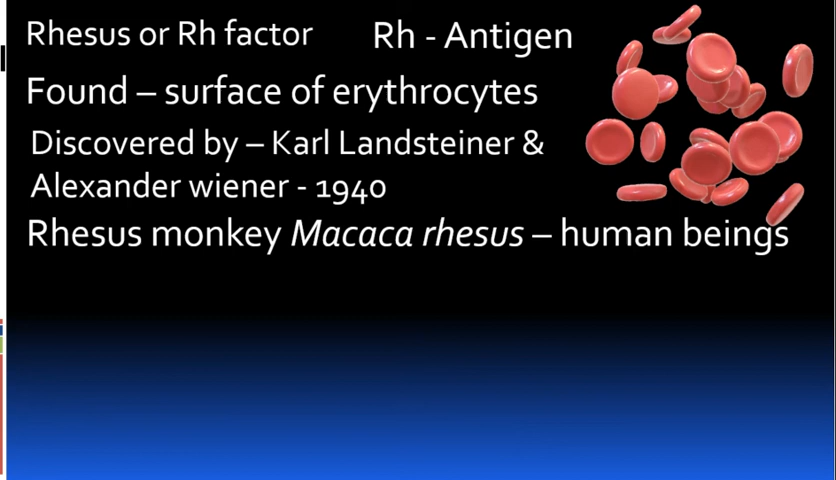 Rhesus or Rh factor
Rh - Antigen
Found – surface of erythrocytes
Discovered by – Karl Landsteiner &
Alexander wiener - 1940
Rhesus monkey Macaca rhesus – human beings